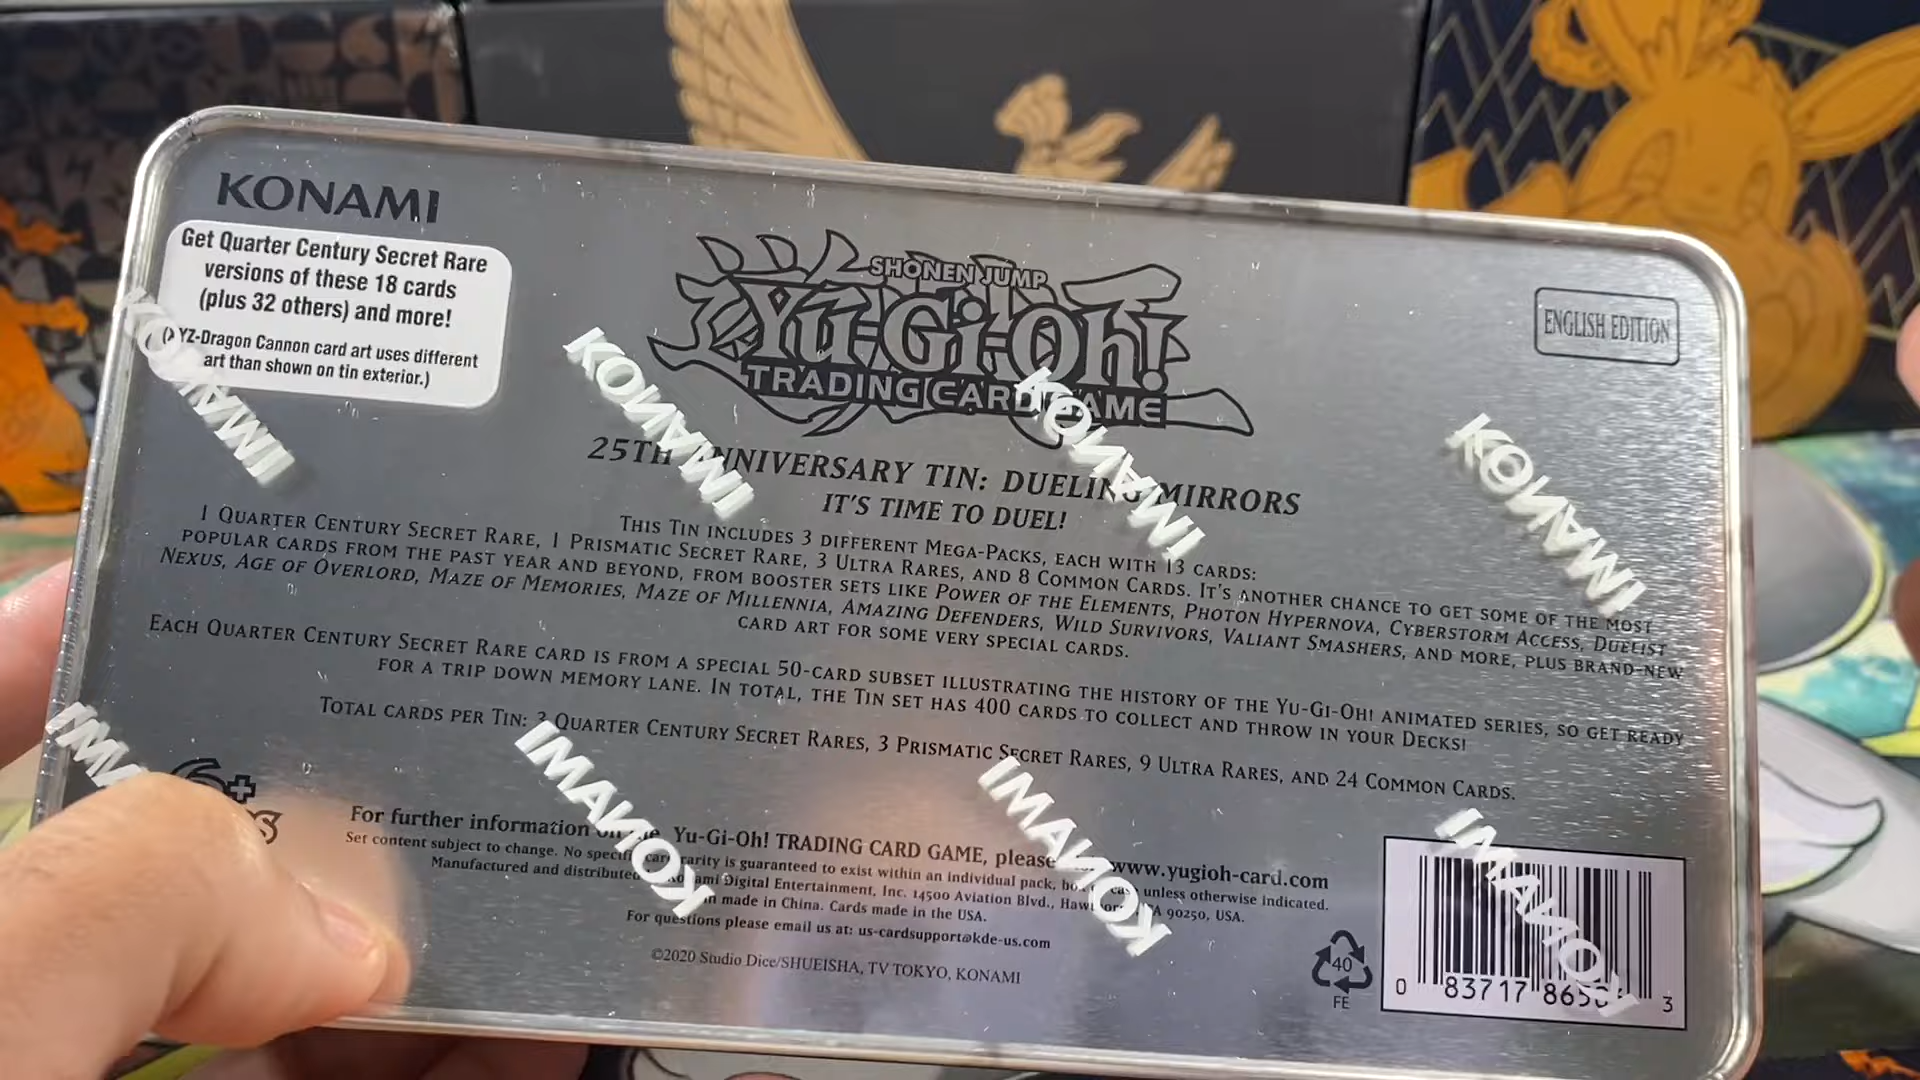 KONAMI
Get Quarter Century Secret Rare
versions of these 18 cards
(plus 32 others) and more!
YZ-Dragon Cannon card art uses different
art than shown on tin exterior.)
SHONEN JUMP
Yu-Gi-Oh!
TRADING CARD GAME
ENGLISH EDITION
25TH ANNIVERSARY TIN: DUELING MIRRORS
IT'S TIME TO DUEL!
THIS TIN INCLUDES 3 DIFFERENT MEGA-PACKS, EACH WITH 13 CARDS:
1 QUARTER CENTURY SECRET RARE, 1 PRISMATIC SECRET RARE, 3 ULTRA RARES, AND 8 COMMON CARDS. IT'S ANOTHER CHANCE TO GET SOME OF THE MOST
POPULAR CARDS FROM THE PAST YEAR AND BEYOND, FROM BOOSTER SETS LIKE POWER OF THE ELEMENTS, PHOTON HYPERNOVA, CYBERSTORM ACCESS, DUELIST
NEXUS, AGE OF OVERLORD, MAZE OF MEMORIES, MAZE OF MILLENNIA, AMAZING DEFENDERS, WILD SURVIVORS, VALIANT SMASHERS, AND MORE, PLUS BRAND-NEW
CARD ART FOR SOME VERY SPECIAL CARDS.
EACH QUARTER CENTURY SECRET RARE CARD IS FROM A SPECIAL 50-CARD SUBSET ILLUSTRATING THE HISTORY OF THE YU-GI-OH! ANIMATED SERIES, SO GET READY
FOR A TRIP DOWN MEMORY LANE. IN TOTAL, THE TIN SET HAS 400 CARDS TO COLLECT AND THROW IN YOUR DECKS!
TOTAL CARDS PER TIN: 3 QUARTER CENTURY SECRET RARES, 3 PRISMATIC SECRET RARES, 9 ULTRA RARES, AND 24 COMMON CARDS.
6+
For further information on the Yu-Gi-Oh! TRADING CARD GAME, please www.yugioh-card.com
Set content subject to change. No specific card rarity is guaranteed to exist within an individual pack, box case unless otherwise indicated.
Manufactured and distributed Konami Digital Entertainment, Inc. 14500 Aviation Blvd., Hawthorne, CA 90250, USA.
made in China. Cards made in the USA.
For questions please email us at: us-cardsupport@kde-us.com
©2020 Studio Dice/SHUEISHA, TV TOKYO, KONAMI
40
FE
0 83717 3
KONAMI
KONAMI
KONAMI
KONAMI
KONAMI
KONAMI
KONAMI